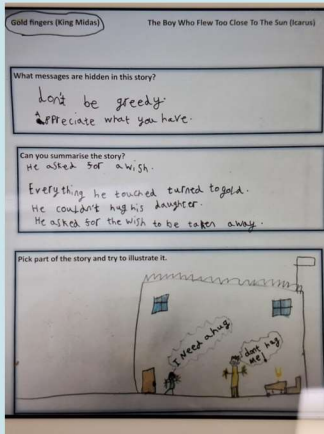 Gold fingers (King Midas) The Boy Who Flew Too Close To The Sun (Icarus)
What messages are hidden in this story?
don't be greedy.
Appreciate what you have.
Can you summarise the story?
He asked for a wish.
Everything he touched turned to gold.
He couldn't hug his daughter.
He asked for the wish to be taken away.
Pick part of the story and try to illustrate it.
I Need a hug
don't hug
me!